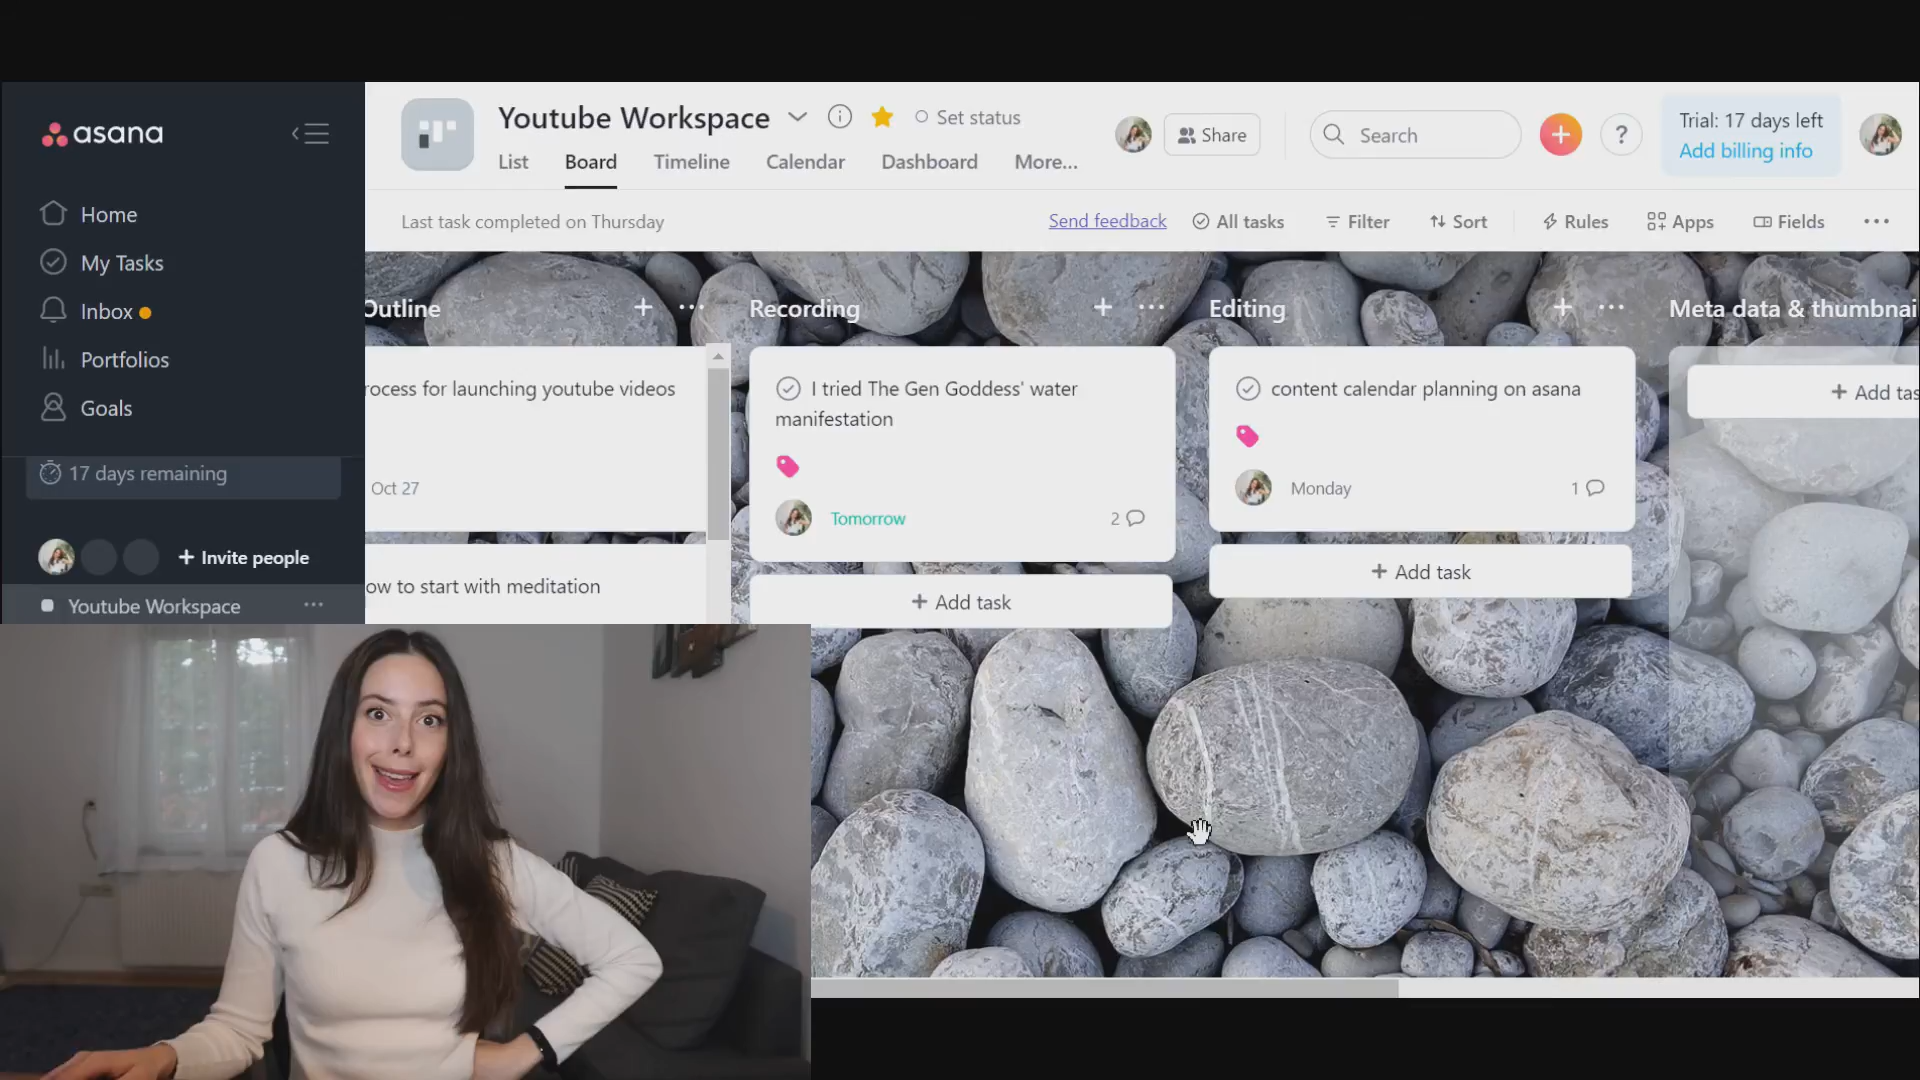 asana
Home
My Tasks
Inbox
Portfolios
Goals
17 days remaining
+ Invite people
Youtube Workspace ...
Youtube Workspace
Set status
List Board Timeline Calendar Dashboard More...
Share
Search
+
?
Trial: 17 days left
Add billing info
Last task completed on Thursday
Send feedback
All tasks
Filter
Sort
Rules
Apps
Fields
...
Outline + ...
rocess for launching youtube videos
Oct 27
ow to start with meditation
Recording + ...
I tried The Gen Goddess' water
manifestation
Tomorrow 2
+ Add task
Editing + ...
content calendar planning on asana
Monday 1
+ Add task
Meta data & thumbnai
+ Add tas